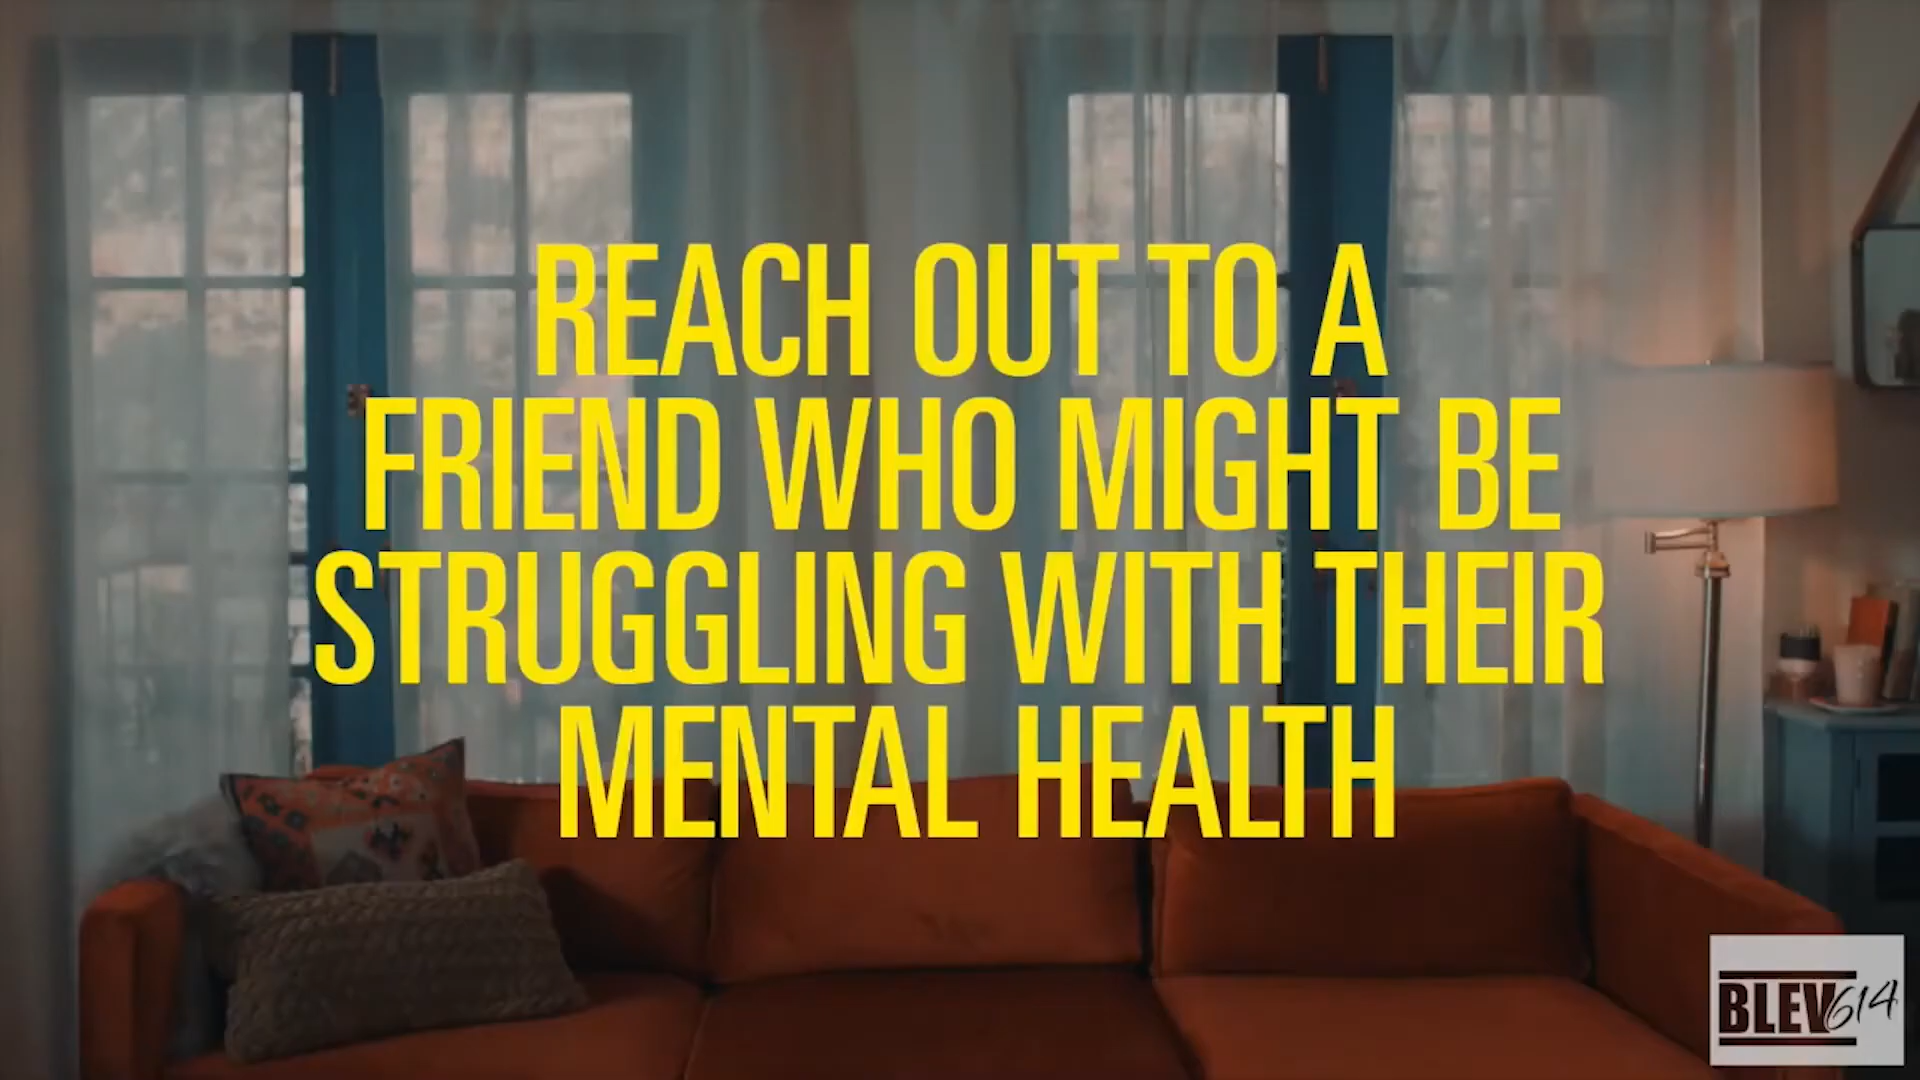 REACH OUT TO A
FRIEND WHO MIGHT BE
STRUGGLING WITH THEIR
MENTAL HEALTH
BLEV614